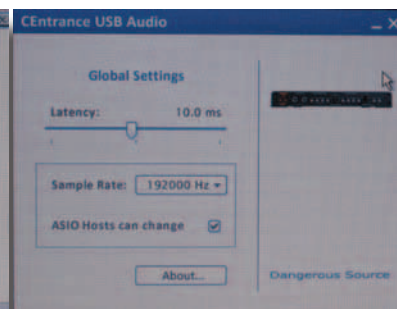 CEntrance USB Audio
Global Settings
Latency: 10.0 ms
Sample Rate: 192000 Hz
ASIO Hosts can change
About...
Dangerous Source